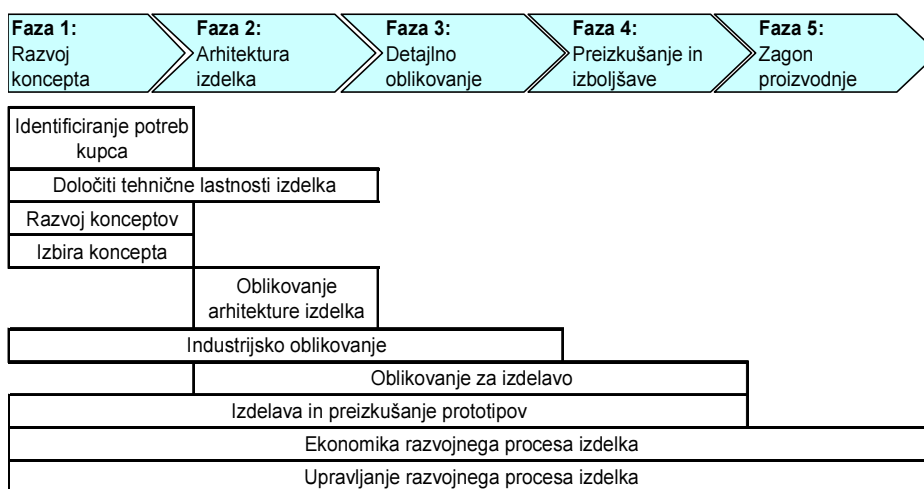 Faza 1:
Razvoj
koncepta
Faza 2:
Arhitektura
izdelka
Faza 3:
Detajlno
oblikovanje
Faza 4:
Preizkušanje in
izboljšave
Faza 5:
Zagon
proizvodnje
Identificiranje potreb
kupca
Določiti tehnične lastnosti izdelka
Razvoj konceptov
Izbira koncepta
Oblikovanje
arhitekture izdelka
Industrijsko oblikovanje
Oblikovanje za izdelavo
Izdelava in preizkušanje prototipov
Ekonomika razvojnega procesa izdelka
Upravljanje razvojnega procesa izdelka